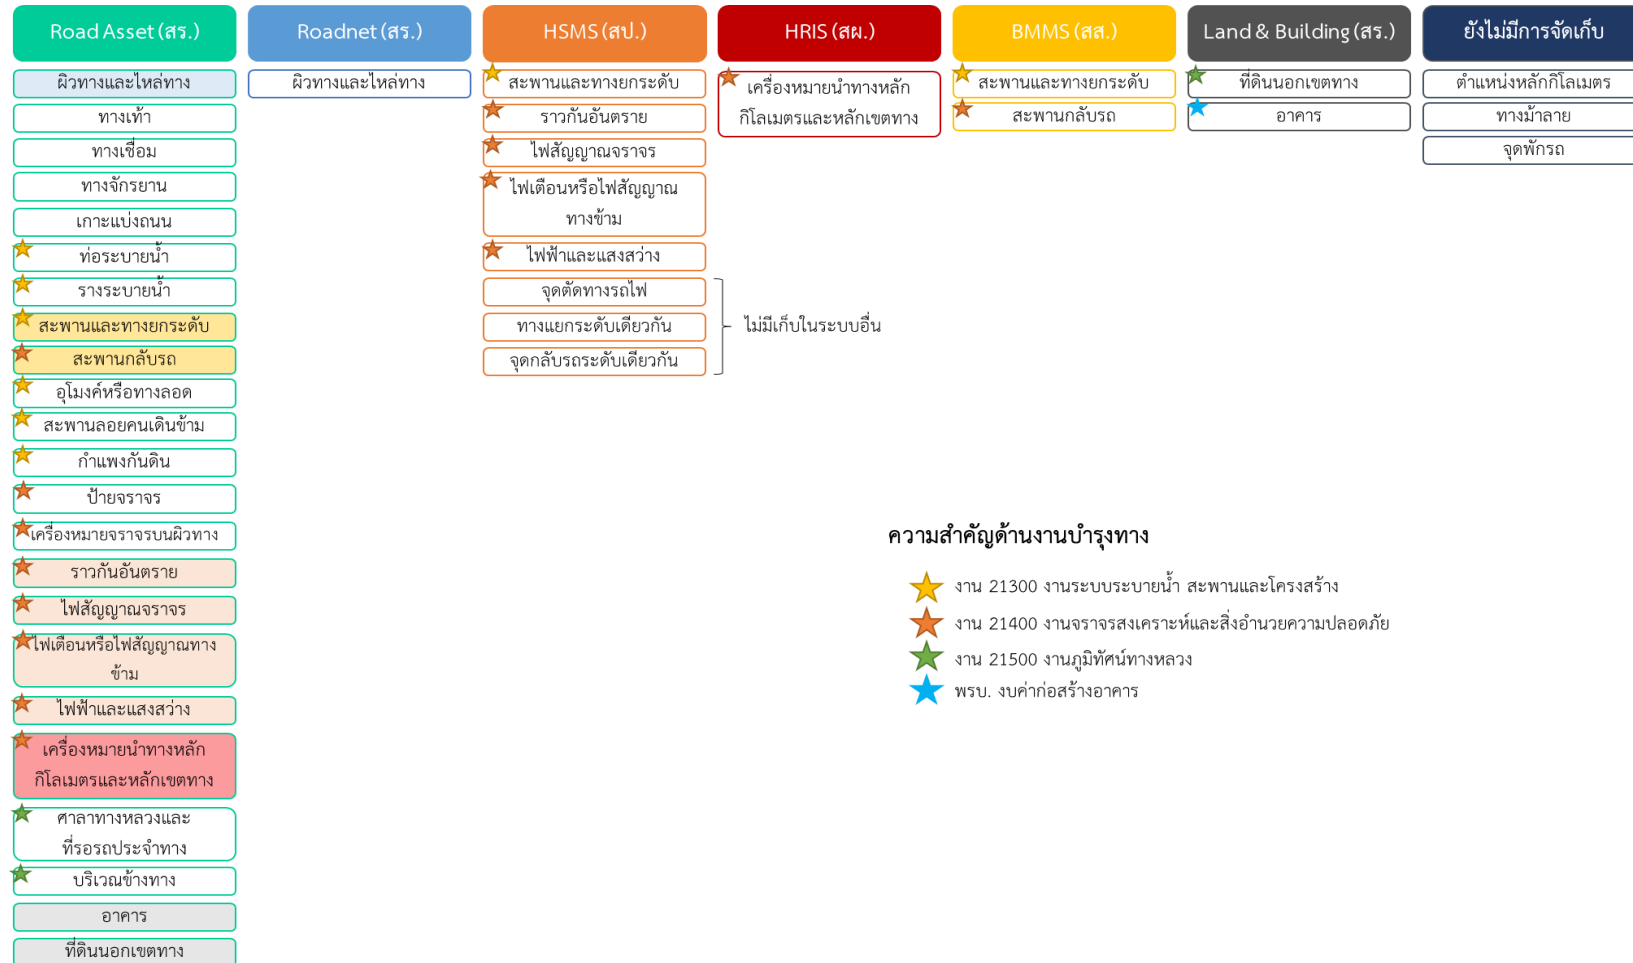 Road Asset (สร.)
ผิวทางและไหล่ทาง
ทางเท้า
ทางเชื่อม
ทางจักรยาน
เกาะแบ่งถนน
ท่อระบายน้ำ
รางระบายน้ำ
สะพานและทางยกระดับ
สะพานกลับรถ
อุโมงค์หรือทางลอด
สะพานลอยคนเดินข้าม
กำแพงกันดิน
ป้ายจราจร
เครื่องหมายจราจรบนผิวทาง
ราวกันอันตราย
ไฟสัญญาณจราจร
ไฟเตือนหรือไฟสัญญาณทาง
ข้าม
ไฟฟ้าและแสงสว่าง
เครื่องหมายนำทางหลัก
กิโลเมตรและหลักเขตทาง
ศาลาทางหลวงและ
ที่รอรถประจำทาง
บริเวณข้างทาง
อาคาร
ที่ดินนอกเขตทาง
Roadnet (สร.)
ผิวทางและไหล่ทาง
HSMS (สป.)
สะพานและทางยกระดับ
ราวกันอันตราย
ไฟสัญญาณจราจร
ไฟเตือนหรือไฟสัญญาณ
ทางข้าม
ไฟฟ้าและแสงสว่าง
จุดตัดทางรถไฟ
ทางแยกระดับเดียวกัน
จุดกลับรถระดับเดียวกัน
ไม่มีเก็บในระบบอื่น
HRIS (สผ.)
เครื่องหมายนำทางหลัก
กิโลเมตรและหลักเขตทาง
BMMS (สส.)
สะพานและทางยกระดับ
สะพานกลับรถ
Land & Building (สร.)
ที่ดินนอกเขตทาง
อาคาร
ยังไม่มีการจัดเก็บ
ตำแหน่งหลักกิโลเมตร
ทางม้าลาย
จุดพักรถ
ความสำคัญด้านงานบำรุงทาง
งาน 21300 งานระบบระบายน้ำ สะพานและโครงสร้าง
งาน 21400 งานจราจรสงเคราะห์และสิ่งอำนวยความปลอดภัย
งาน 21500 งานภูมิทัศน์ทางหลวง
พรบ. งบค่าก่อสร้างอาคาร